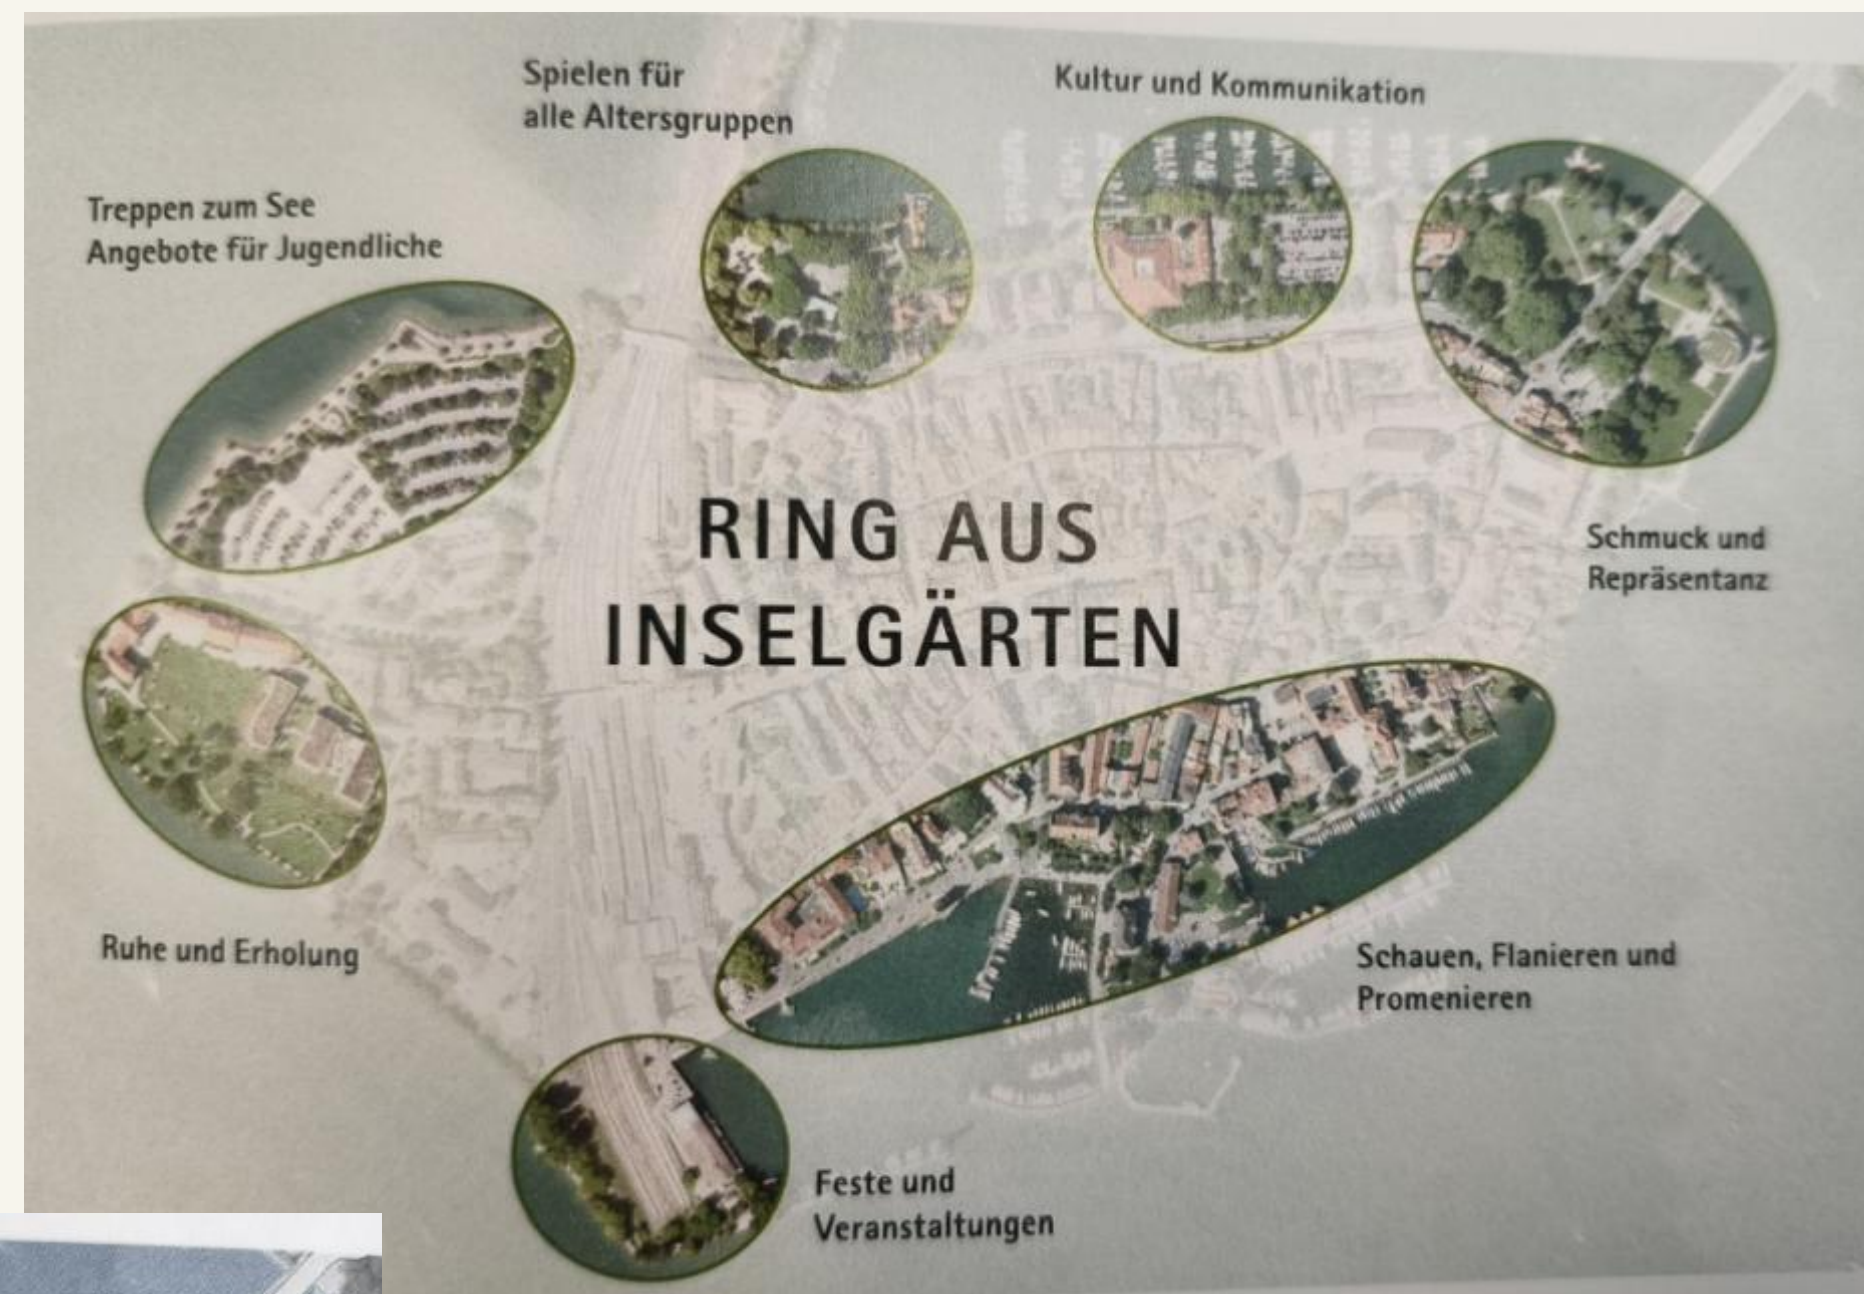 Spielen für
alle Altersgruppen
Kultur und Kommunikation
Treppen zum See
Angebote für Jugendliche
RING AUS
INSELGÄRTEN
Schmuck und
Repräsentanz
Ruhe und Erholung
Schauen, Flanieren und
Promenieren
Feste und
Veranstaltungen